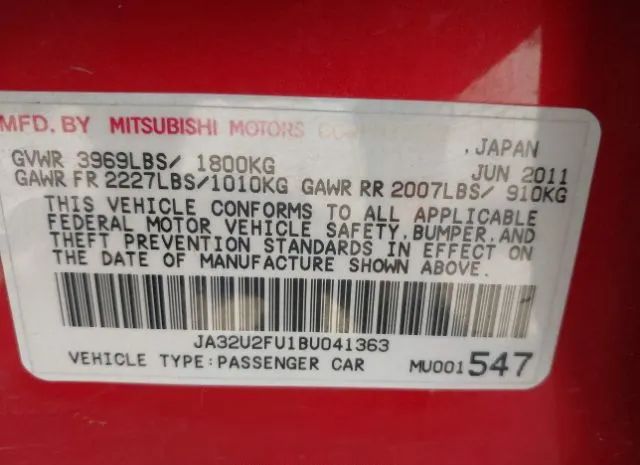 MFD. BY MITSUBISHI MOTORS CORPORATION
, JAPAN
GVWR 3969LBS/ 1800KG JUN 2011
GAWR FR 2227LBS/1010KG GAWR RR 2007LBS/ 910KG
THIS VEHICLE CONFORMS TO ALL APPLICABLE
FEDERAL MOTOR VEHICLE SAFETY,BUMPER,AND
THEFT PREVENTION STANDARDS IN EFFECT ON
THE DATE OF MANUFACTURE SHOWN ABOVE.
JA32U2FU1BU041363
VEHICLE TYPE:PASSENGER CAR MU001547